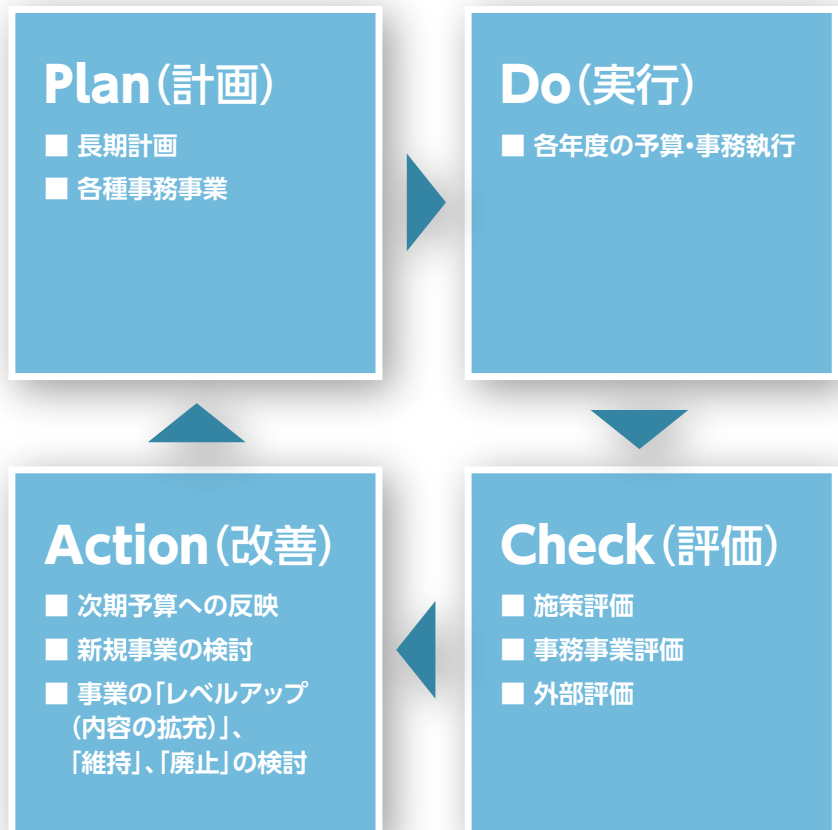 Plan(計画)
■ 長期計画
■ 各種事務事業
Do(実行)
■ 各年度の予算・事務執行
Action(改善)
■ 次期予算への反映
■ 新規事業の検討
■ 事業の「レベルアップ
(内容の拡充)」、
「維持」、「廃止」の検討
Check(評価)
■ 施策評価
■ 事務事業評価
■ 外部評価